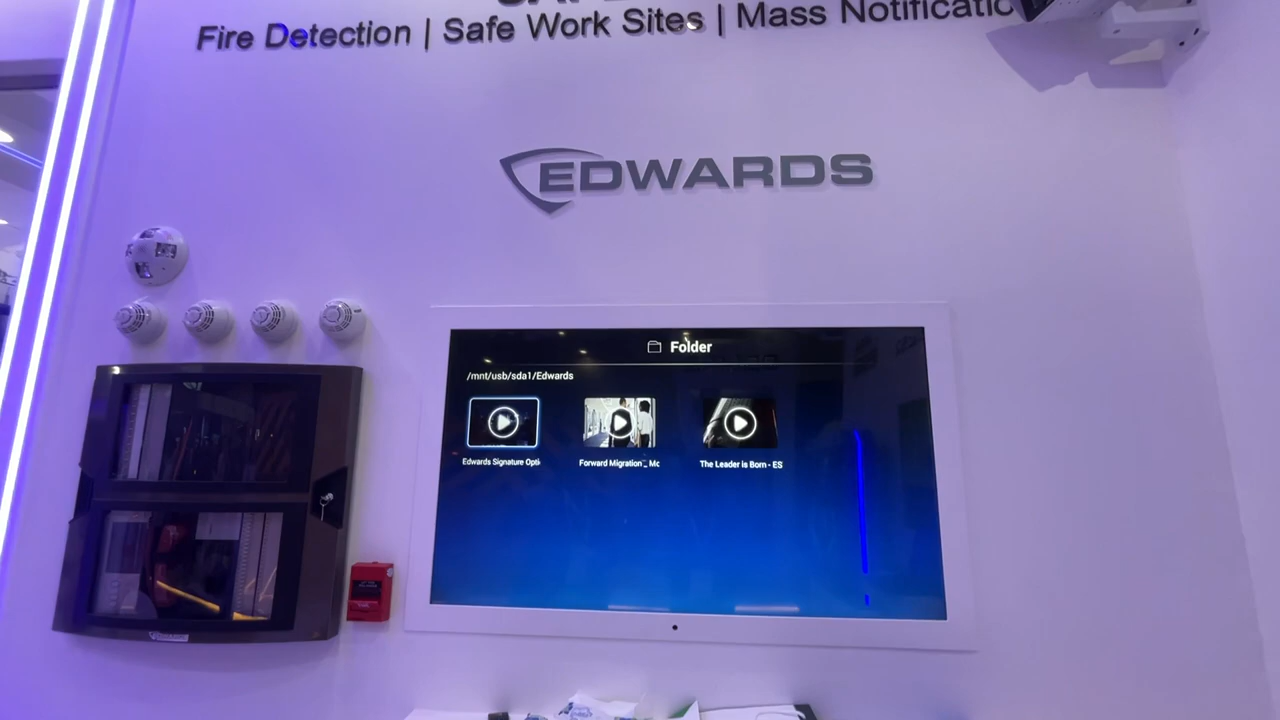 Fire Detection | Safe Work Sites | Mass Notificatio
EDWARDS
Folder
/mnt/usb/sda1/Edwards
Edwards Signature Opti
Forward Migration_ Mo
The Leader is Born - ES